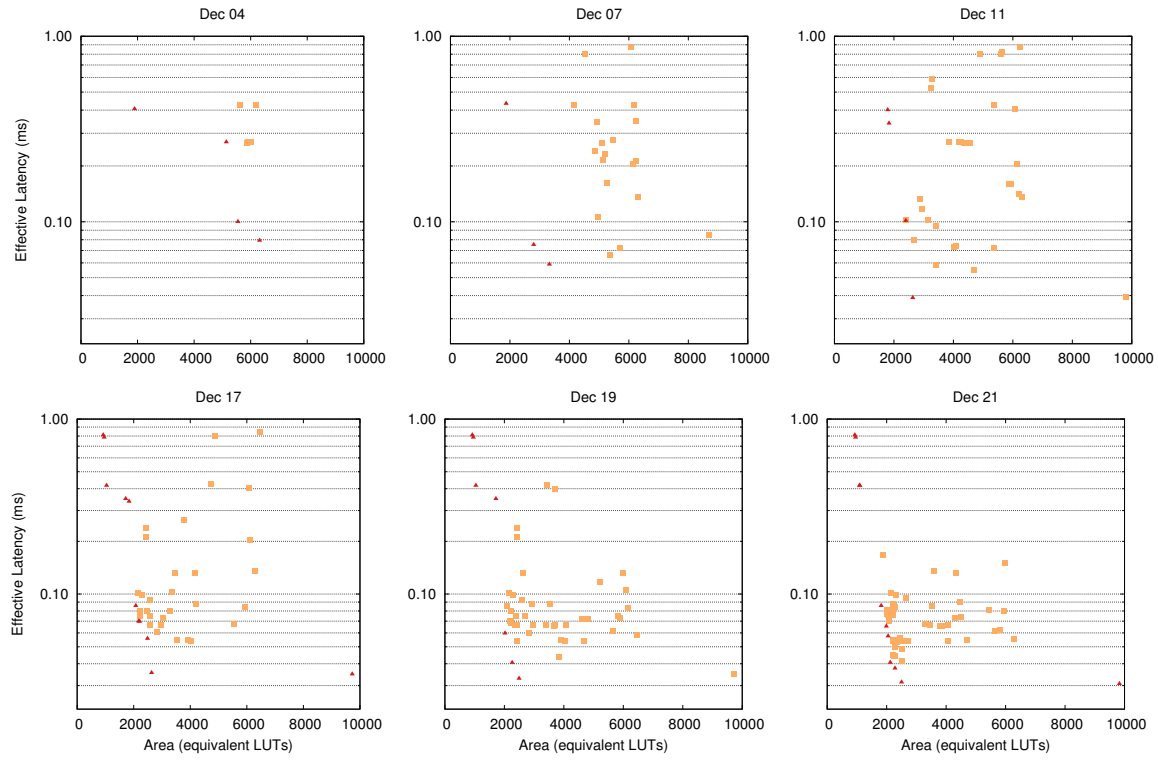 Dec 04 Dec 07 Dec 11
1.00 1.00 1.00
0.10 0.10 0.10
Effective Latency (ms)
0 2000 4000 6000 8000 10000 0 2000 4000 6000 8000 10000 0 2000 4000 6000 8000 10000
Dec 17 Dec 19 Dec 21
1.00 1.00 1.00
0.10 0.10 0.10
Effective Latency (ms)
0 2000 4000 6000 8000 10000 0 2000 4000 6000 8000 10000 0 2000 4000 6000 8000 10000
Area (equivalent LUTs) Area (equivalent LUTs) Area (equivalent LUTs)